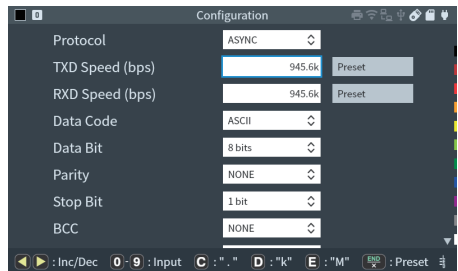 0 Configuration
Protocol ASYNC
TXD Speed (bps) 945.6k Preset
RXD Speed (bps) 945.6k Preset
Data Code ASCII
Data Bit 8 bits
Parity NONE
Stop Bit 1 bit
BCC NONE
: Inc/Dec 0 - 9 : Input C : "." D : "k" E : "M" END × : Preset